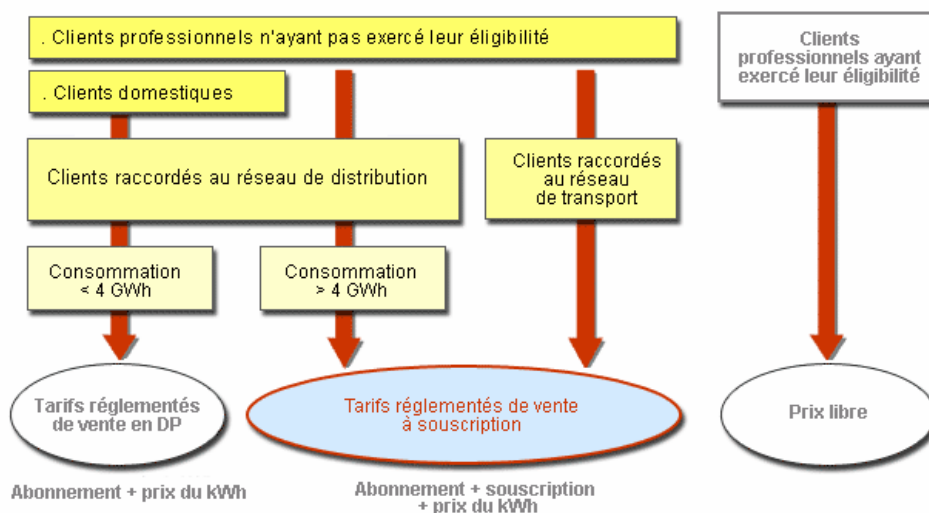 . Clients professionnels n'ayant pas exercé leur éligibilité
Clients
professionnels ayant
exercé leur éligibilité
. Clients domestiques
Clients raccordés au réseau de distribution
Clients raccordés
au réseau
de transport
Consommation
< 4 GWh
Consommation
> 4 GWh
Tarifs réglementés
de vente en DP
Tarifs réglementés de vente
à souscription
Prix libre
Abonnement + prix du kWh
Abonnement + souscription
+ prix du kWh